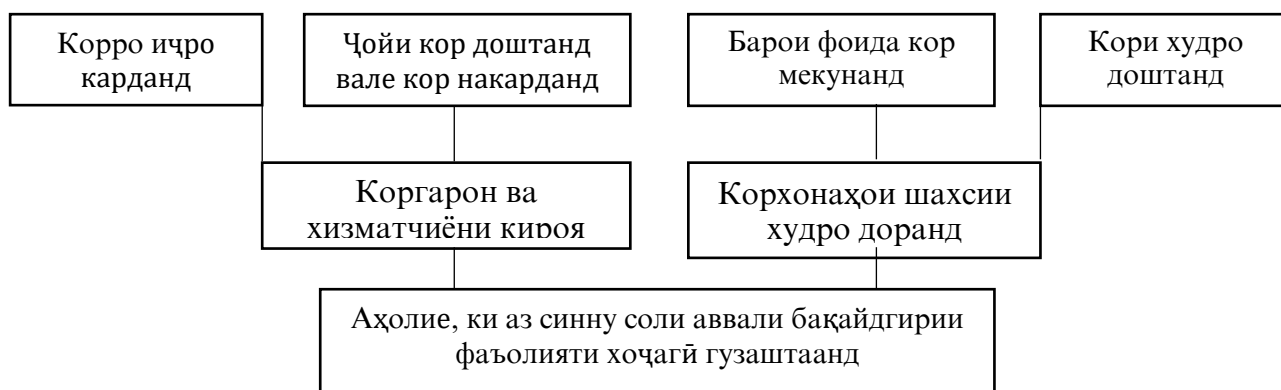 Корро иҷро
карданд
Ҷойи кор доштанд
вале кор накарданд
Барои фоида кор
мекунанд
Кори худро
доштанд
Коргарон ва
хизматчиёни кироя
Корхонаҳои шахсии
худро доранд
Аҳолие, ки аз синну соли аввали бақайдгирии
фаъолияти хоҷагӣ гузаштаанд